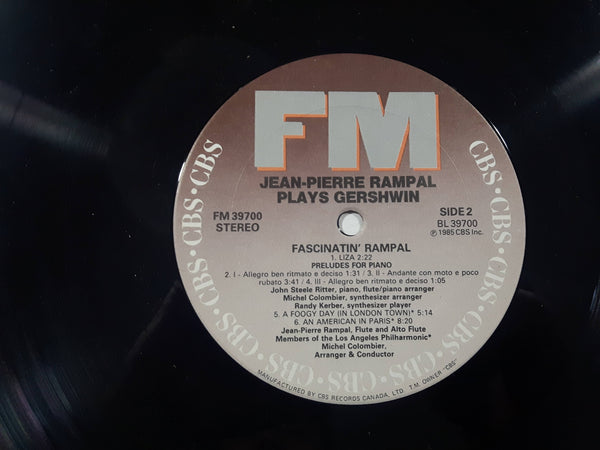 FM
JEAN-PIERRE RAMPAL
PLAYS GERSHWIN
FM 39700
STEREO
SIDE 2
BL 39700
℗ 1985 CBS Inc.
FASCINATIN' RAMPAL
1. LIZA 2:22
PRELUDES FOR PIANO
2. I - Allegro ben ritmato e deciso 1:31 / 3. II - Andante con moto e poco
rubato 3:41 / 4. III - Allegro ben ritmato e deciso 1:05
John Steele Ritter, piano, flute/piano arranger
Michel Colombier, synthesizer arranger
Randy Kerber, synthesizer player
5. A FOOGY DAY (IN LONDON TOWN)* 5:14
6. AN AMERICAN IN PARIS* 8:20
Jean-Pierre Rampal, Flute and Alto Flute
Members of the Los Angeles Philharmonic*
Michel Colombier,
Arranger & Conductor
CBS·CBS·CBS·CBS·CBS·CBS·CBS·CBS·CBS·CBS·CBS
MANUFACTURED BY CBS RECORDS CANADA, LTD. T.M. OWNER "CBS"